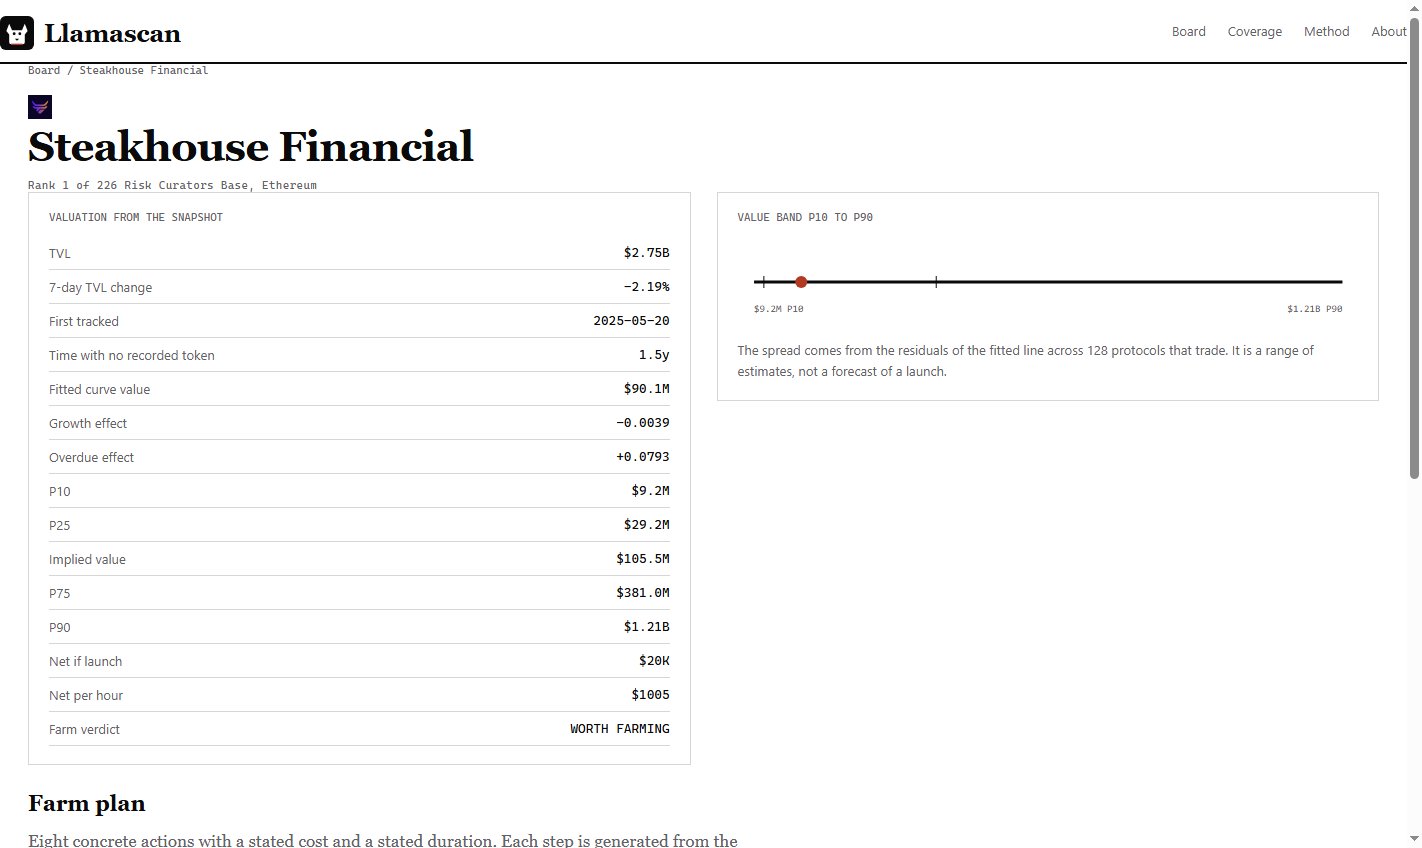 Llamascan
Board Coverage Method About
Board / Steakhouse Financial
Steakhouse Financial
Rank 1 of 226 Risk Curators Base, Ethereum
VALUATION FROM THE SNAPSHOT
TVL $2.75B
7-day TVL change −2.19%
First tracked 2025−05−20
Time with no recorded token 1.5y
Fitted curve value $90.1M
Growth effect −0.0039
Overdue effect +0.0793
P10 $9.2M
P25 $29.2M
Implied value $105.5M
P75 $381.0M
P90 $1.21B
Net if launch $20K
Net per hour $1005
Farm verdict WORTH FARMING
VALUE BAND P10 TO P90
$9.2M P10 $1.21B P90
The spread comes from the residuals of the fitted line across 128 protocols that trade. It is a range of
estimates, not a forecast of a launch.
Farm plan
Eight concrete actions with a stated cost and a stated duration. Each step is generated from the